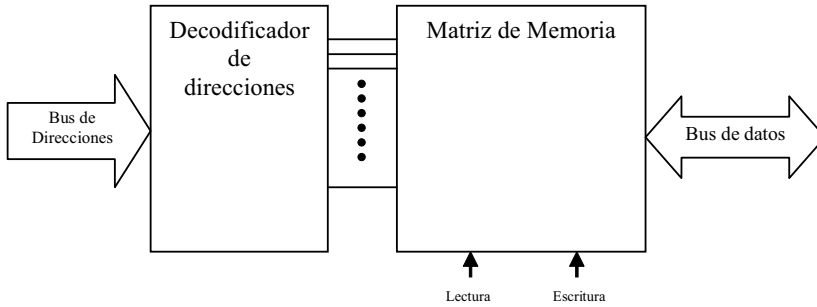 Decodificador
de
direcciones
Matriz de Memoria
Bus de
Direcciones
Bus de datos
Lectura
Escritura